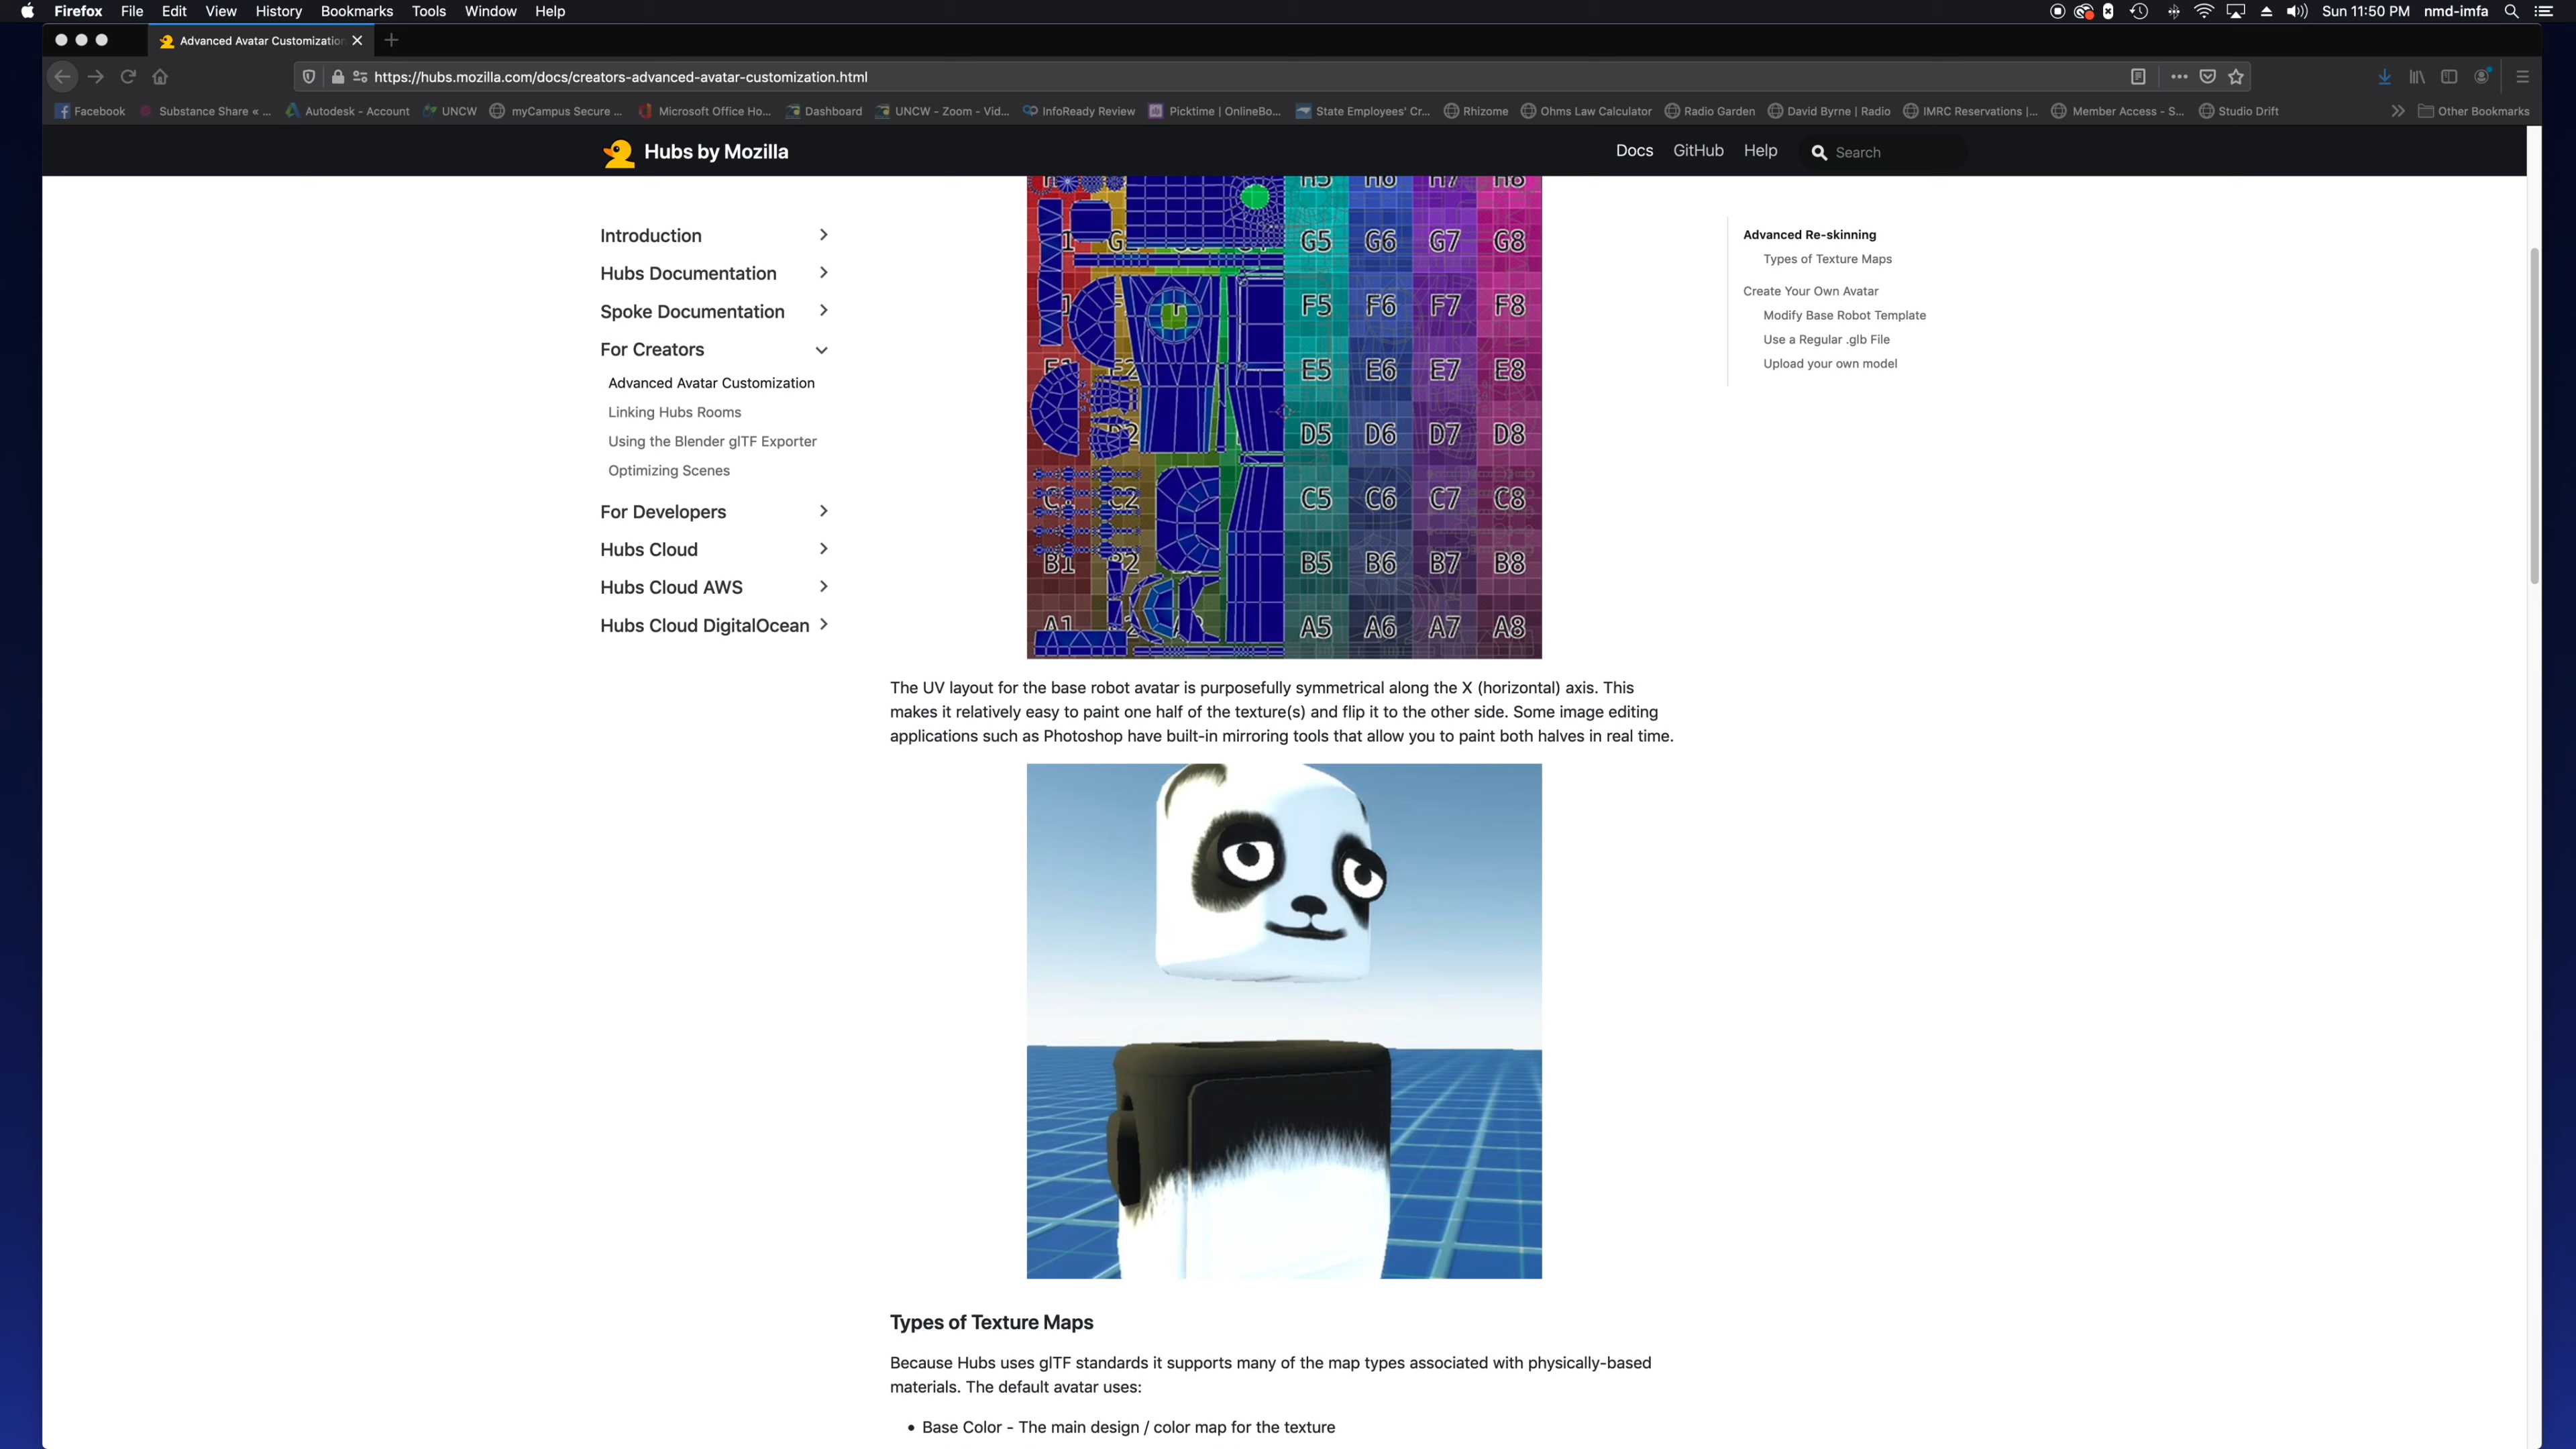 Firefox File Edit View History Bookmarks Tools Window Help Sun 11:50 PM nmd-imfa
Advanced Avatar Customization
https://hubs.mozilla.com/docs/creators-advanced-avatar-customization.html
Facebook Substance Share « ... Autodesk - Account UNCW myCampus Secure ... Microsoft Office Ho... Dashboard UNCW - Zoom - Vid... InfoReady Review Picktime | OnlineBo... State Employees' Cr... Rhizome Ohms Law Calculator Radio Garden David Byrne | Radio IMRC Reservations |... Member Access - S... Studio Drift Other Bookmarks
Hubs by Mozilla Docs GitHub Help Search
Introduction
Hubs Documentation
Spoke Documentation
For Creators
Advanced Avatar Customization
Linking Hubs Rooms
Using the Blender glTF Exporter
Optimizing Scenes
For Developers
Hubs Cloud
Hubs Cloud AWS
Hubs Cloud DigitalOcean
H5 H6 H7 H8
G5 G6 G7 G8
F5 F6 F7 F8
E5 E6 E7 E8
D5 D6 D7 D8
C2 C5 C6 C7 C8
B1 B5 B6 B7 B8
A1 A5 A6 A7 A8
Advanced Re-skinning
Types of Texture Maps
Create Your Own Avatar
Modify Base Robot Template
Use a Regular .glb File
Upload your own model
The UV layout for the base robot avatar is purposefully symmetrical along the X (horizontal) axis. This
makes it relatively easy to paint one half of the texture(s) and flip it to the other side. Some image editing
applications such as Photoshop have built-in mirroring tools that allow you to paint both halves in real time.
Types of Texture Maps
Because Hubs uses glTF standards it supports many of the map types associated with physically-based
materials. The default avatar uses:
• Base Color - The main design / color map for the texture